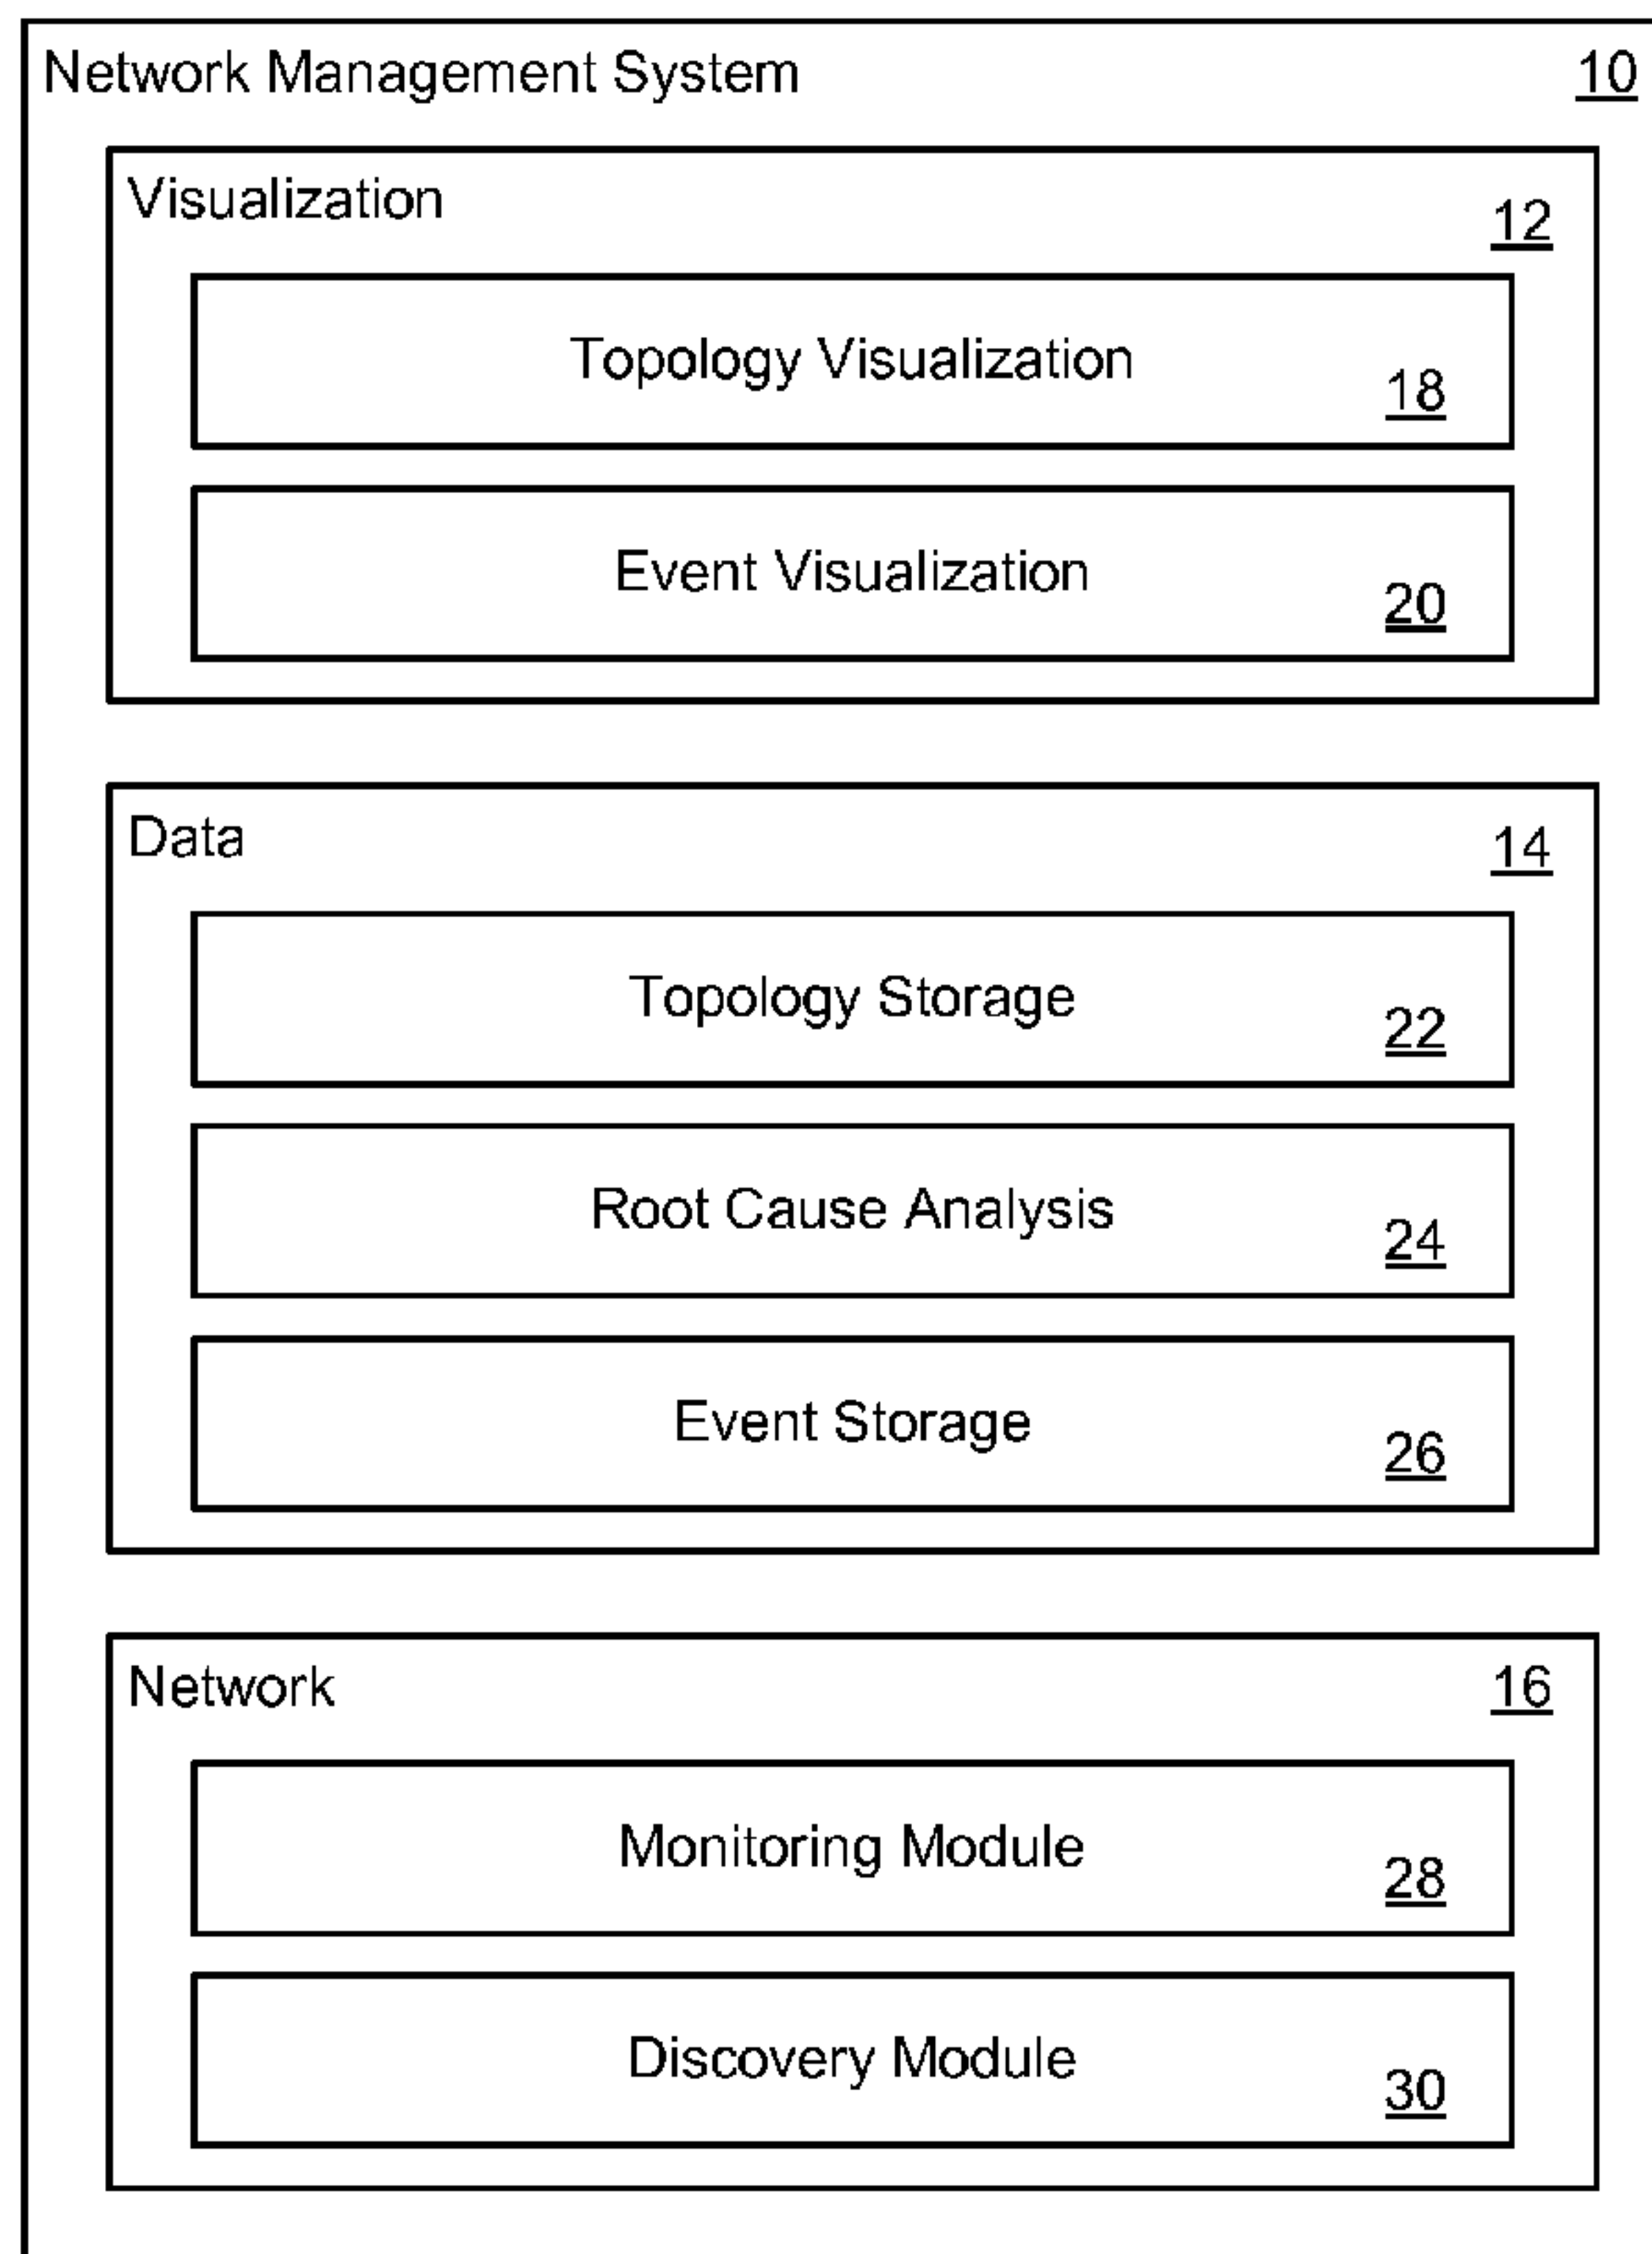 Network Management System 10
Visualization 12
Topology Visualization 18
Event Visualization 20
Data 14
Topology Storage 22
Root Cause Analysis 24
Event Storage 26
Network 16
Monitoring Module 28
Discovery Module 30